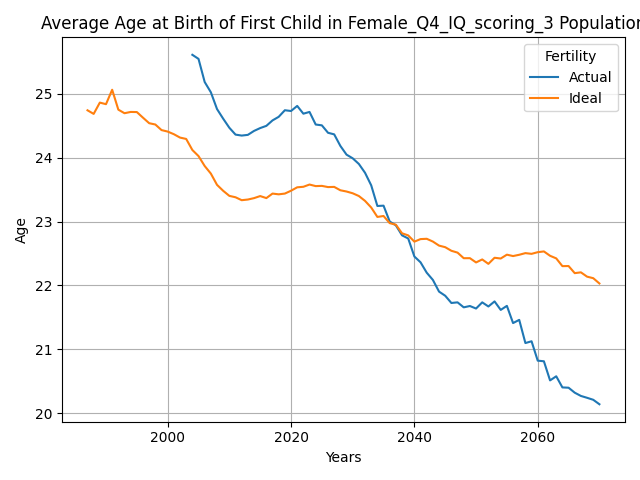 Average Age at Birth of First Child in Female_Q4_IQ_scoring_3 Population
Fertility
Actual
Ideal
25
24
23
22
21
20
Age
2000
2020
2040
2060
Years